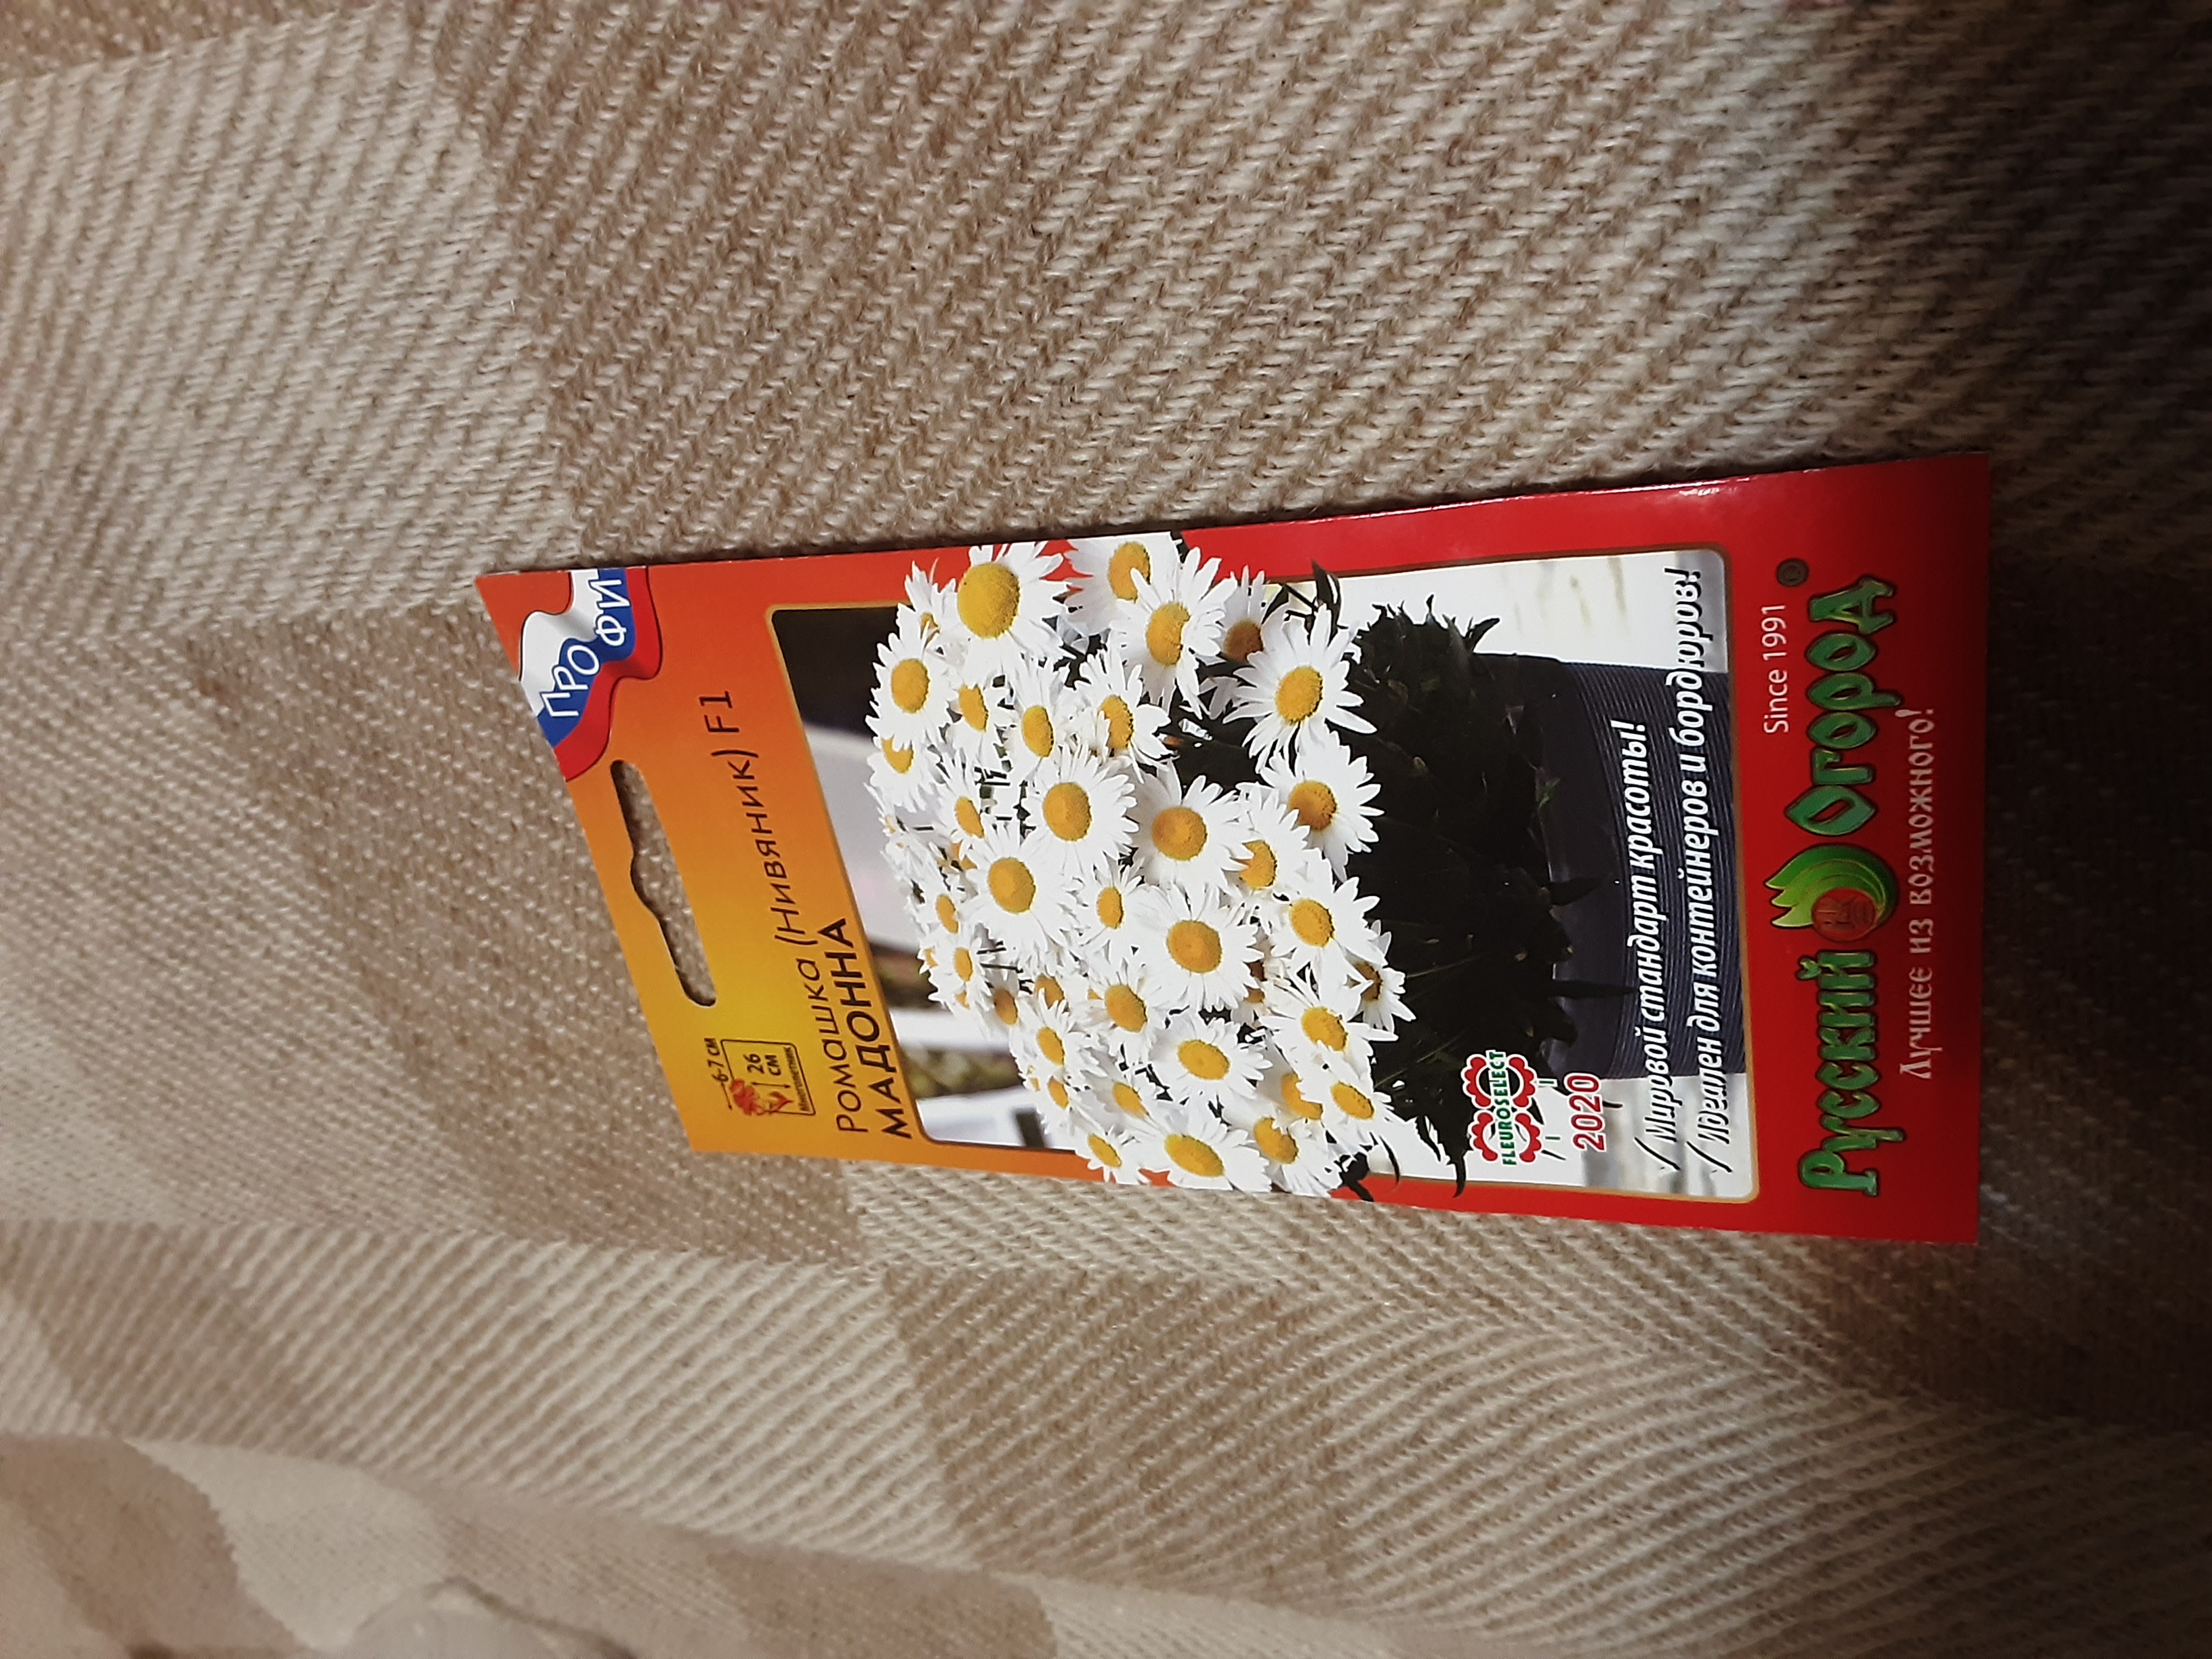 ПРО
ФИ
6-7 СМ
26
СМ
Многолетник
Ромашка (Нивяник) F1
МАДОННА
FLEUROSELECT
2020
Мировой стандарт красоты!
Идеален для контейнеров и бордюров!
Since 1991
Русский Огород ®
Лучшее из возможного!